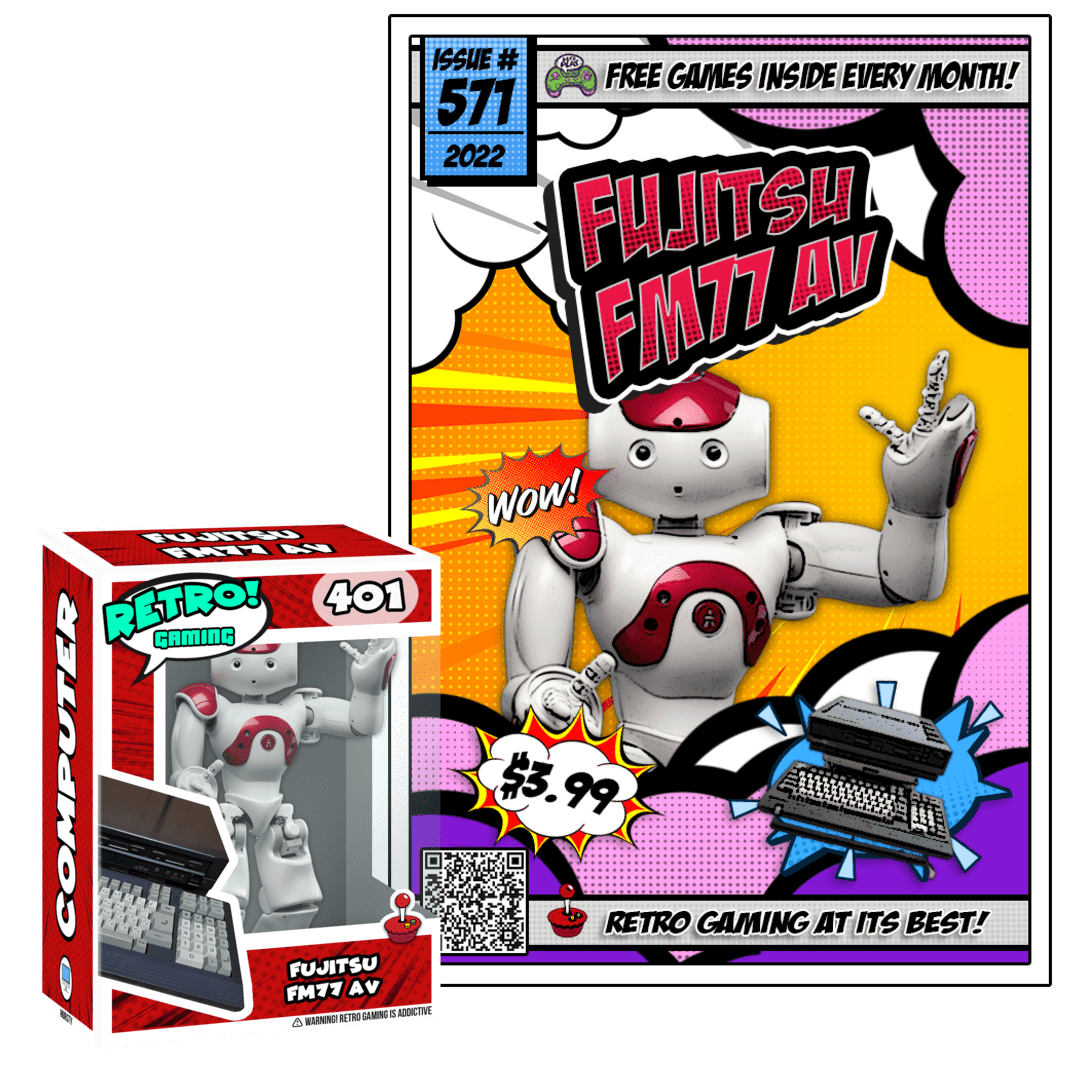 ISSUE #
571
2022
FREE GAMES INSIDE EVERY MONTH!
FUJITSU
FM77 AV
WOW!
$3.99
RETRO GAMING AT ITS BEST!
FUJITSU
FM77 AV
RETRO!
GAMING
401
COMPUTER
FUJITSU
FM77 AV
WARNING! RETRO GAMING IS ADDICTIVE